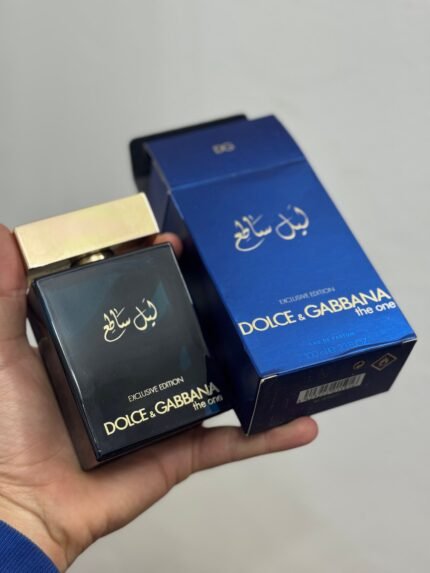 DG
ليل ساطع
EXCLUSIVE EDITION
DOLCE & GABBANA
the one
EAU DE PARFUM
ليل ساطع
EXCLUSIVE EDITION
DOLCE & GABBANA
the one